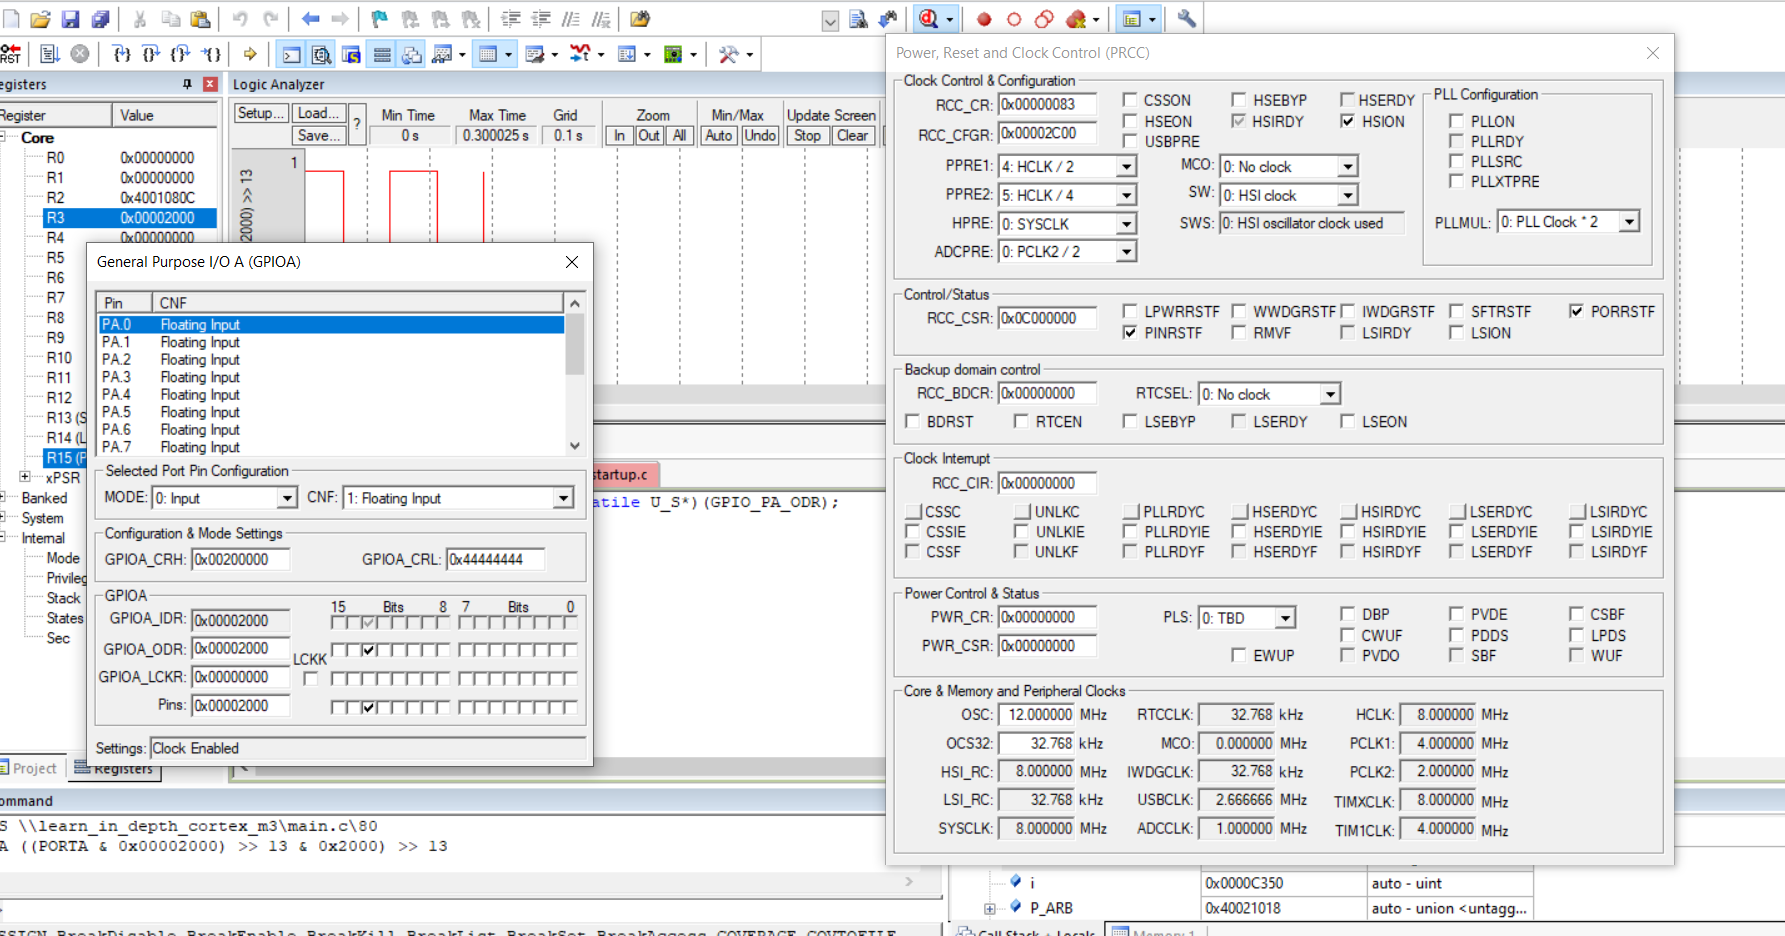 RST
egisters
Register Value
Core
R0 0x00000000
R1 0x00000000
R2 0x4001080C
R3 0x00002000
R4 0x00000000
R5
R6
R7
R8
R9
R10
R11
R12
R13 (S
R14 (L
R15 (P
xPSR
Banked
System
Internal
Mode
Privileg
Stack
States
Sec
Project Registers
Logic Analyzer
Setup... Load... Save... ?
Min Time Max Time Grid Zoom Min/Max Update Screen
0 s 0.300025 s 0.1 s In Out All Auto Undo Stop Clear
1
2000) >> 13
General Purpose I/O A (GPIOA)
Pin CNF
PA.0 Floating Input
PA.1 Floating Input
PA.2 Floating Input
PA.3 Floating Input
PA.4 Floating Input
PA.5 Floating Input
PA.6 Floating Input
PA.7 Floating Input
Selected Port Pin Configuration
MODE: 0: Input CNF: 1: Floating Input
Configuration & Mode Settings
GPIOA_CRH: 0x00200000 GPIOA_CRL: 0x44444444
GPIOA
15 Bits 8 7 Bits 0
GPIOA_IDR: 0x00002000
GPIOA_ODR: 0x00002000
LCKK
GPIOA_LCKR: 0x00000000
Pins: 0x00002000
Settings: Clock Enabled
startup.c
atile U_S*)(GPIO_PA_ODR);
Power, Reset and Clock Control (PRCC)
Clock Control & Configuration
RCC_CR: 0x00000083 CSSON HSEBYP HSERDY
RCC_CFGR: 0x00002C00 HSEON HSIRDY HSION
USBPRE
PPRE1: 4: HCLK / 2 MCO: 0: No clock
PPRE2: 5: HCLK / 4 SW: 0: HSI clock
HPRE: 0: SYSCLK SWS: 0: HSI oscillator clock used
ADCPRE: 0: PCLK2 / 2
PLL Configuration
PLLON
PLLRDY
PLLSRC
PLLXTPRE
PLLMUL: 0: PLL Clock * 2
Control/Status
RCC_CSR: 0x0C000000 LPWRRSTF WWDGRSTF IWDGRSTF SFTRSTF PORRSTF
PINRSTF RMVF LSIRDY LSION
Backup domain control
RCC_BDCR: 0x00000000 RTCSEL: 0: No clock
BDRST RTCEN LSEBYP LSERDY LSEON
Clock Interrupt
RCC_CIR: 0x00000000
CSSC UNLKC PLLRDYC HSERDYC HSIRDYC LSERDYC LSIRDYC
CSSIE UNLKIE PLLRDYIE HSERDYIE HSIRDYIE LSERDYIE LSIRDYIE
CSSF UNLKF PLLRDYF HSERDYF HSIRDYF LSERDYF LSIRDYF
Power Control & Status
PWR_CR: 0x00000000 PLS: 0: TBD DBP PVDE CSBF
CWUF PDDS LPDS
PWR_CSR: 0x00000000 EWUP PVDO SBF WUF
Core & Memory and Peripheral Clocks
OSC: 12.000000 MHz RTCCLK: 32.768 kHz HCLK: 8.000000 MHz
OCS32: 32.768 kHz MCO: 0.000000 MHz PCLK1: 4.000000 MHz
HSI_RC: 8.000000 MHz IWDGCLK: 32.768 kHz PCLK2: 2.000000 MHz
LSI_RC: 32.768 kHz USBCLK: 2.666666 MHz TIMXCLK: 8.000000 MHz
SYSCLK: 8.000000 MHz ADCCLK: 1.000000 MHz TIM1CLK: 4.000000 MHz
ommand
S \\learn_in_depth_cortex_m3\main.c\80
A ((PORTA & 0x00002000) >> 13 & 0x2000) >> 13
SSIGN BreakDisable BreakEnable BreakKill BreakList BreakSet BreakAccess COVERAGE COVTOFILE
i 0x0000C350 auto - uint
P_ARB 0x40021018 auto - union <untagg...
Call Stack + Locals Memory 1